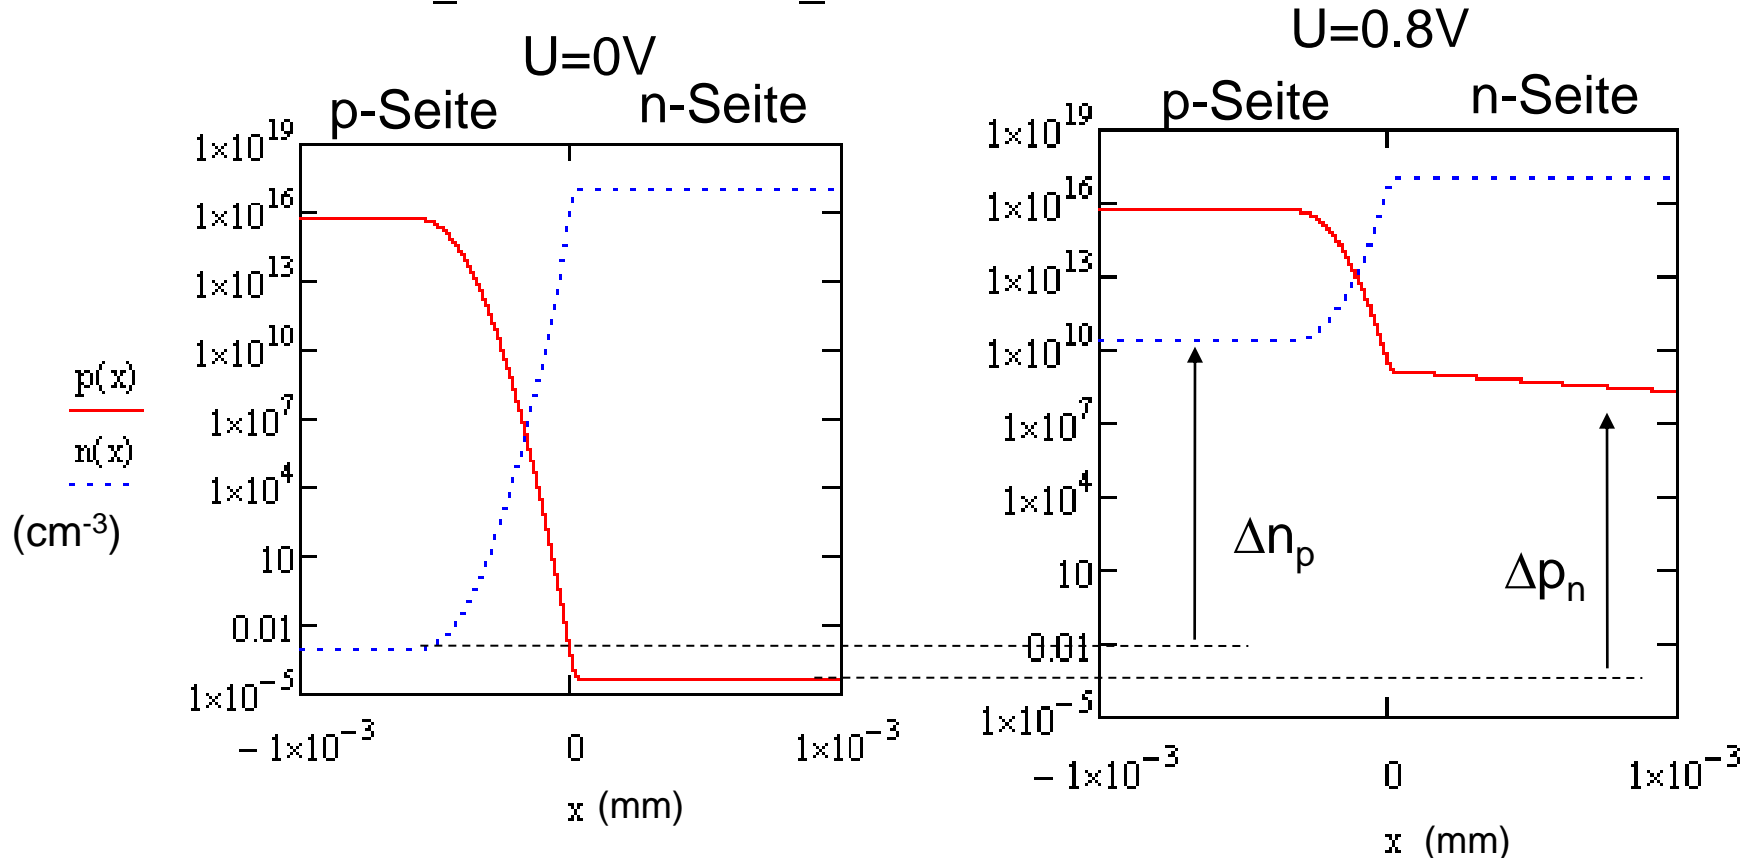 U=0V
p-Seite n-Seite
1×10¹⁹
1×10¹⁶
1×10¹³
1×10¹⁰
1×10⁷
1×10⁴
10
0.01
1×10⁻⁵
p(x)
n(x)
(cm⁻³)
− 1×10⁻³ 0 1×10⁻³
x (mm)
U=0.8V
p-Seite n-Seite
1×10¹⁹
1×10¹⁶
1×10¹³
1×10¹⁰
1×10⁷
1×10⁴
10
0.01
1×10⁻⁵
Δnₚ
Δpₙ
− 1×10⁻³ 0 1×10⁻³
x (mm)